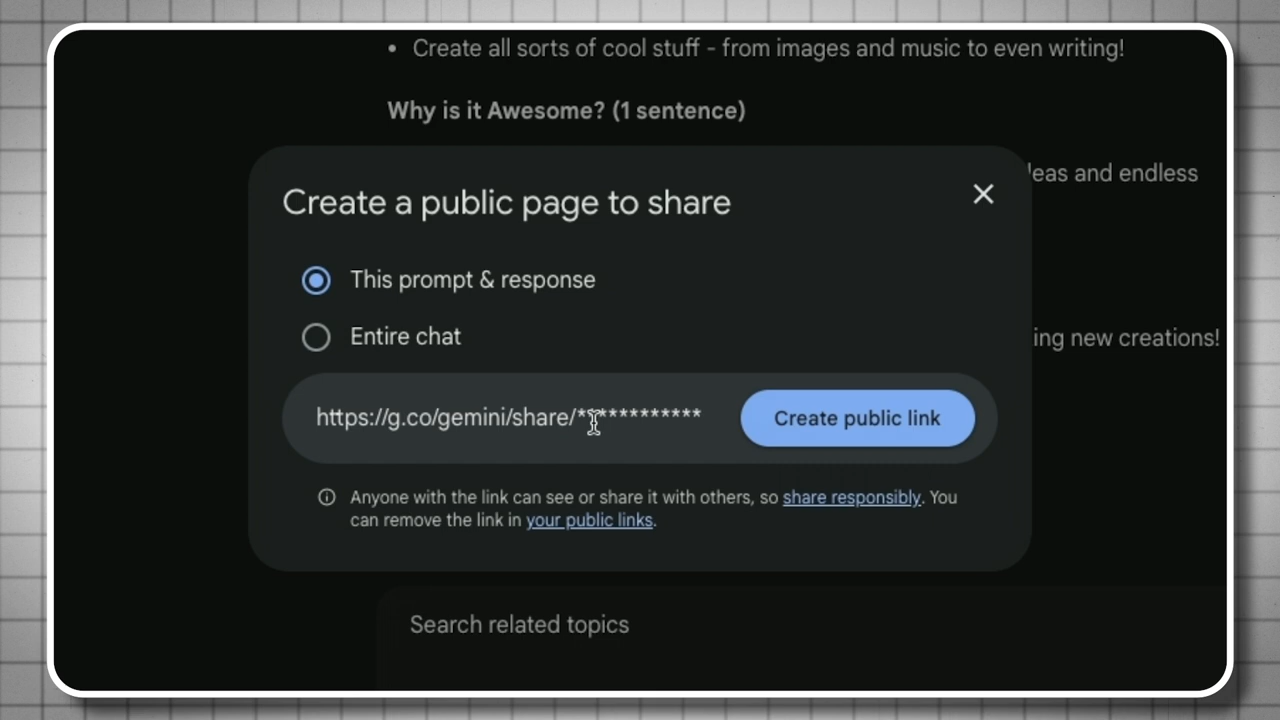 • Create all sorts of cool stuff - from images and music to even writing!
Why is it Awesome? (1 sentence)
eas and endless
Create a public page to share
This prompt & response
Entire chat
ing new creations!
https://g.co/gemini/share/************
Create public link
Anyone with the link can see or share it with others, so share responsibly. You
can remove the link in your public links.
Search related topics